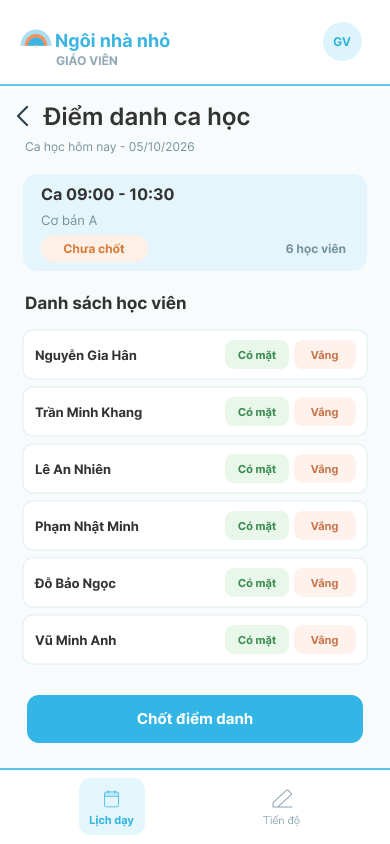 Ngôi nhà nhỏ
GIÁO VIÊN
GV
Điểm danh ca học
Ca học hôm nay - 05/10/2026
Ca 09:00 - 10:30
Cơ bản A
Chưa chốt
6 học viên
Danh sách học viên
Nguyễn Gia Hân Có mặt Vắng
Trần Minh Khang Có mặt Vắng
Lê An Nhiên Có mặt Vắng
Phạm Nhật Minh Có mặt Vắng
Đỗ Bảo Ngọc Có mặt Vắng
Vũ Minh Anh Có mặt Vắng
Chốt điểm danh
Lịch dạy
Tiến độ